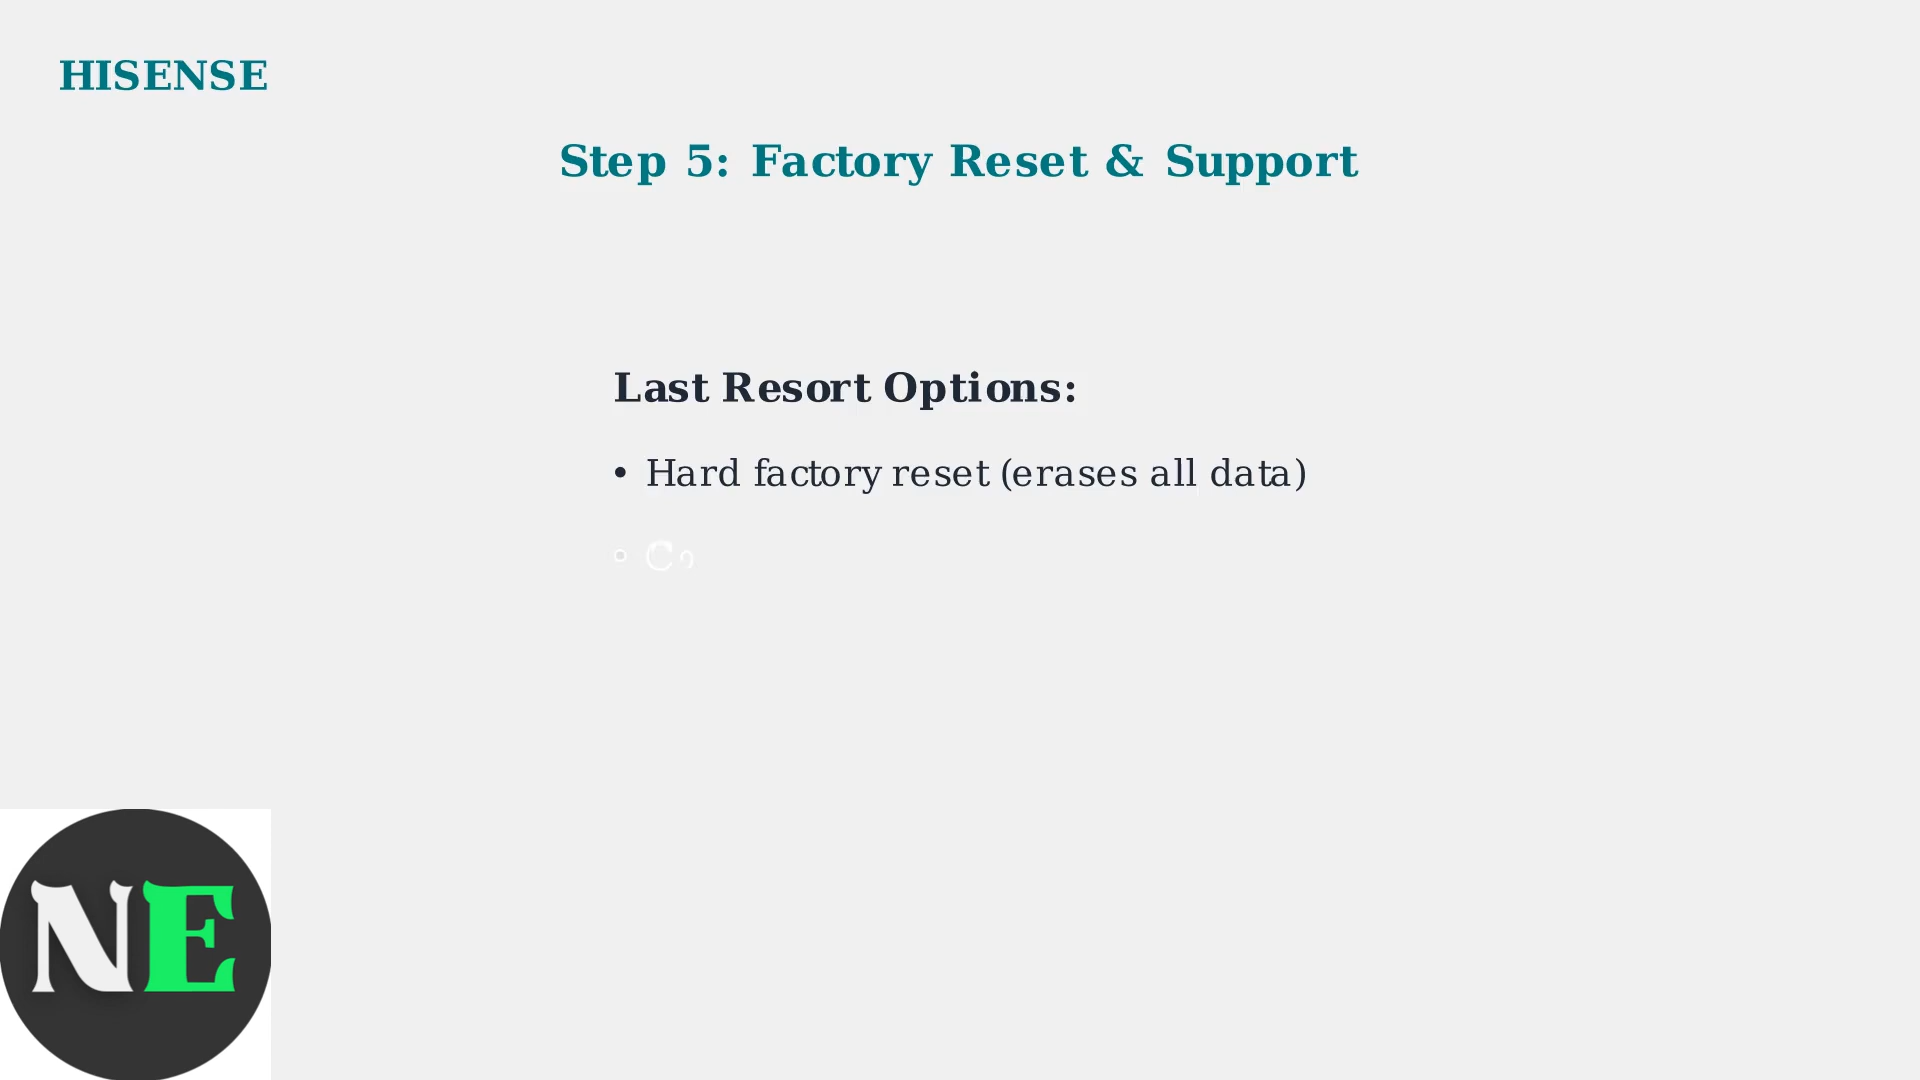 HISENSE
Step 5: Factory Reset & Support
Last Resort Options:
• Hard factory reset (erases all data)
NE